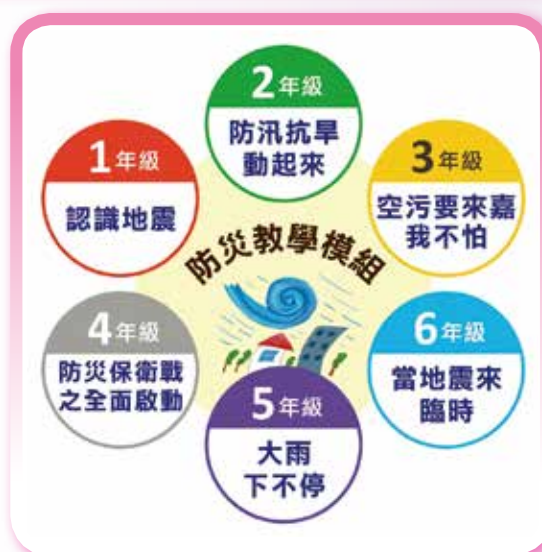 防災教學模組
1年級
認識地震
2年級
防汛抗旱
動起來
3年級
空污要來嘉
我不怕
4年級
防災保衛戰
之全面啟動
5年級
大雨
下不停
6年級
當地震來
臨時